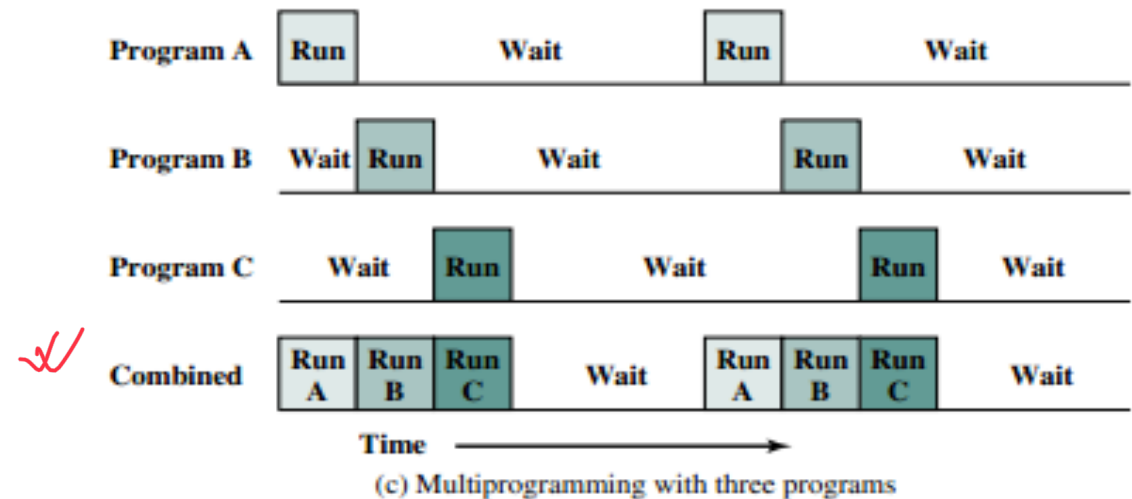 Program A Run Wait Run Wait
Program B Wait Run Wait Run Wait
Program C Wait Run Wait Run Wait
Combined Run A Run B Run C Wait Run A Run B Run C Wait
Time
(c) Multiprogramming with three programs